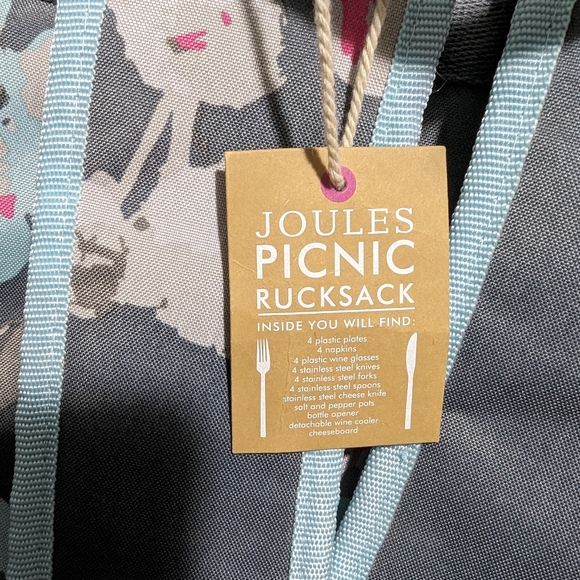 JOULES
PICNIC
RUCKSACK
INSIDE YOU WILL FIND:
4 plastic plates
4 napkins
4 plastic wine glasses
4 stainless steel knives
4 stainless steel forks
4 stainless steel spoons
stainless steel cheese knife
salt and pepper pots
bottle opener
detachable wine cooler
cheeseboard